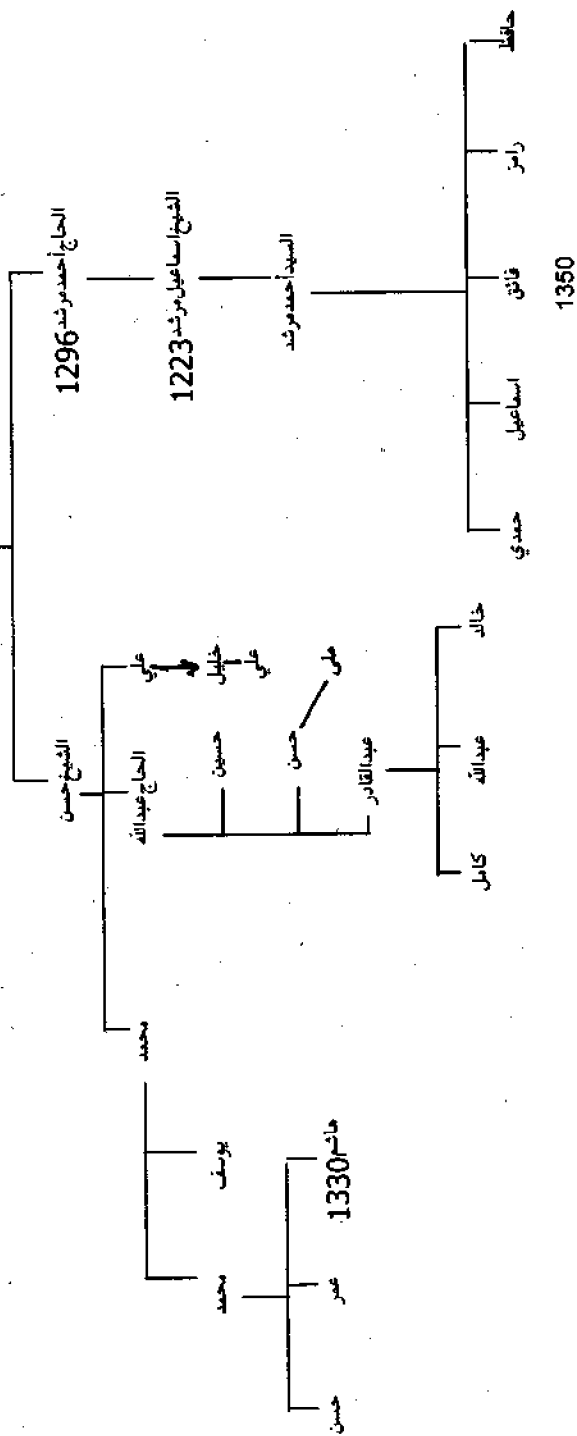 الحاج أحمد مرشد 1296
الشيخ حسن
الشيخ اسماعيل مرشد 1223
السيد أحمد مرشد
علي
الحاج عبدالله
محمد
خليل
علي
حسين
يوسف
محمد
حسن
علي
عبدالقادر
هاشم 1330
عمر
حسن
حافظ
رامز
فائق
اسماعيل
حمدي
خالد
عبدالله
كامل
1350